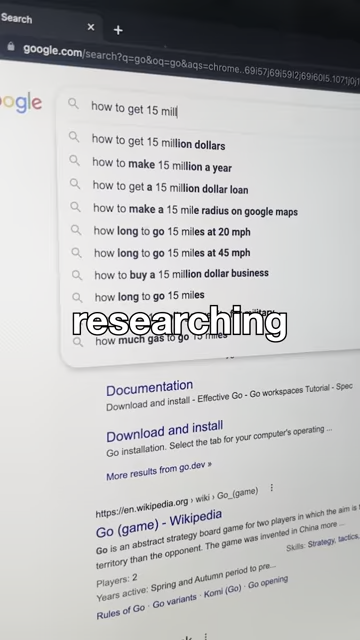 Search
google.com/search?q=go&oq=go&aqs=chrome..69i57j69i59l2j69i60l5.1071j0j1
ogle
how to get 15 mill
how to get 15 million dollars
how to make 15 million a year
how to get a 15 million dollar loan
how to make a 15 mile radius on google maps
how long to go 15 miles at 20 mph
how long to go 15 miles at 45 mph
how to buy a 15 million dollar business
how long to go 15 miles
military
researching
how much gas to go 15 miles
Documentation
Download and install - Effective Go - Go workspaces Tutorial - Spec
Download and install
Go installation. Select the tab for your computer's operating ...
More results from go.dev »
https://en.wikipedia.org › wiki › Go_(game)
Go (game) - Wikipedia
Go is an abstract strategy board game for two players in which the aim is
territory than the opponent. The game was invented in China more ...
Players: 2
Skills: Strategy, tactics,
Years active: Spring and Autumn period to pre...
Rules of Go · Go variants · Komi (Go) · Go opening